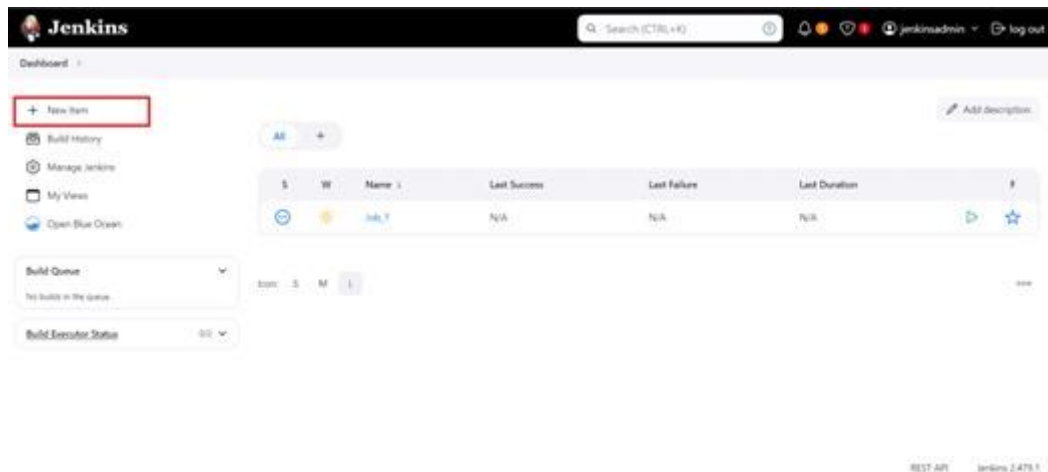 Jenkins
Search (CTRL+K)
jenkinsadmin
log out
Dashboard
New Item
Build History
Manage Jenkins
My Views
Open Blue Ocean
Build Queue
No builds in the queue.
Build Executor Status
Add description
All +
S W Name ↓ Last Success Last Failure Last Duration F
N/A N/A N/A
Icon: S M L
REST API Jenkins 2.479.1